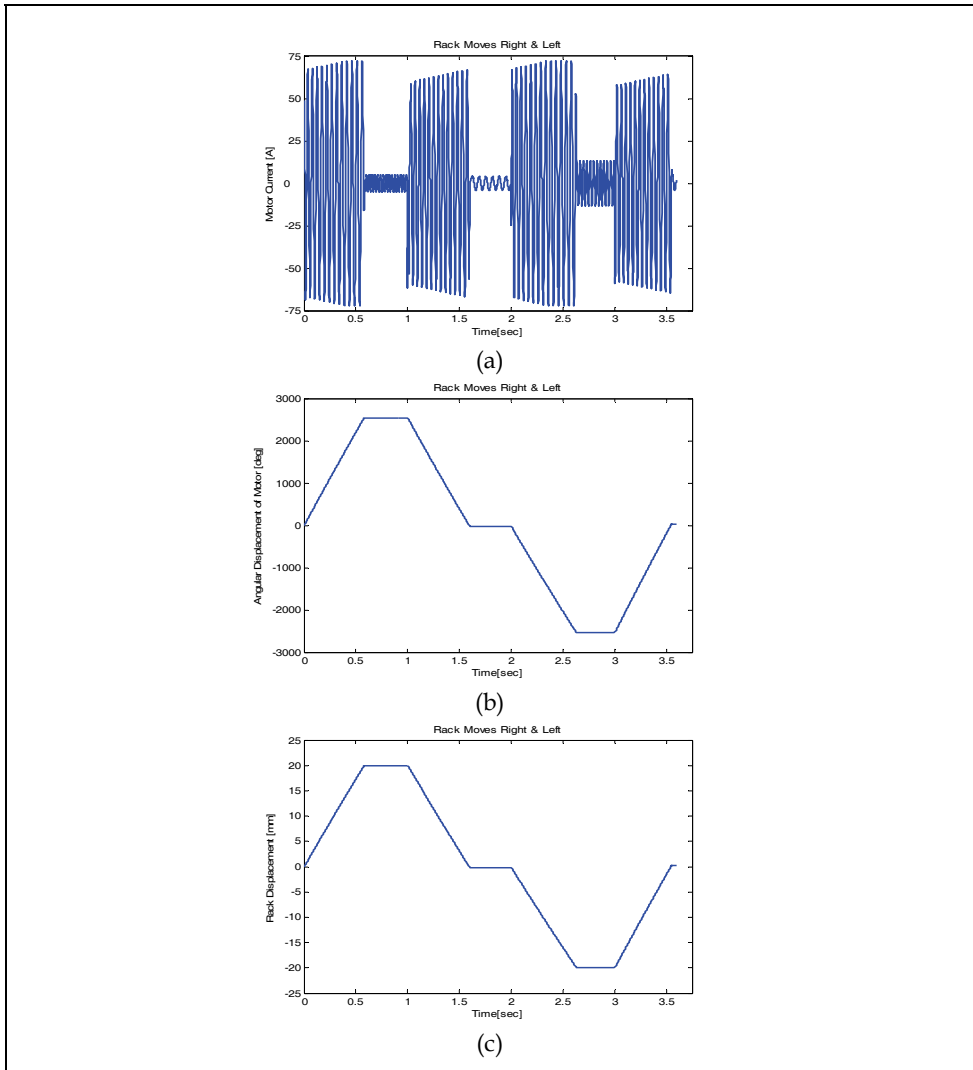 Rack Moves Right & Left
Motor Current [A]
75
50
25
0
-25
-50
-75
0 0.5 1 1.5 2 2.5 3 3.5
Time[sec]
(a)
Rack Moves Right & Left
Angular Displacement of Motor [deg]
3000
2000
1000
0
-1000
-2000
-3000
0 0.5 1 1.5 2 2.5 3 3.5
Time[sec]
(b)
Rack Moves Right & Left
Rack Displacement [mm]
25
20
15
10
5
0
-5
-10
-15
-20
-25
0 0.5 1 1.5 2 2.5 3 3.5
Time[sec]
(c)